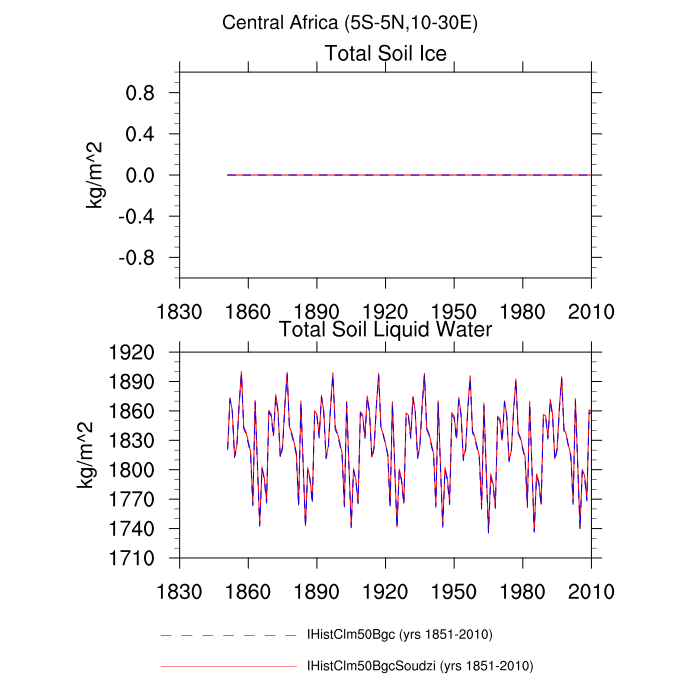 Central Africa (5S-5N,10-30E)
Total Soil Ice
0.8
0.4
0.0
-0.4
-0.8
kg/m^2
1830 1860 1890 1920 1950 1980 2010
Total Soil Liquid Water
1920
1890
1860
1830
1800
1770
1740
1710
kg/m^2
1830 1860 1890 1920 1950 1980 2010
IHistClm50Bgc (yrs 1851-2010)
IHistClm50BgcSoudzi (yrs 1851-2010)